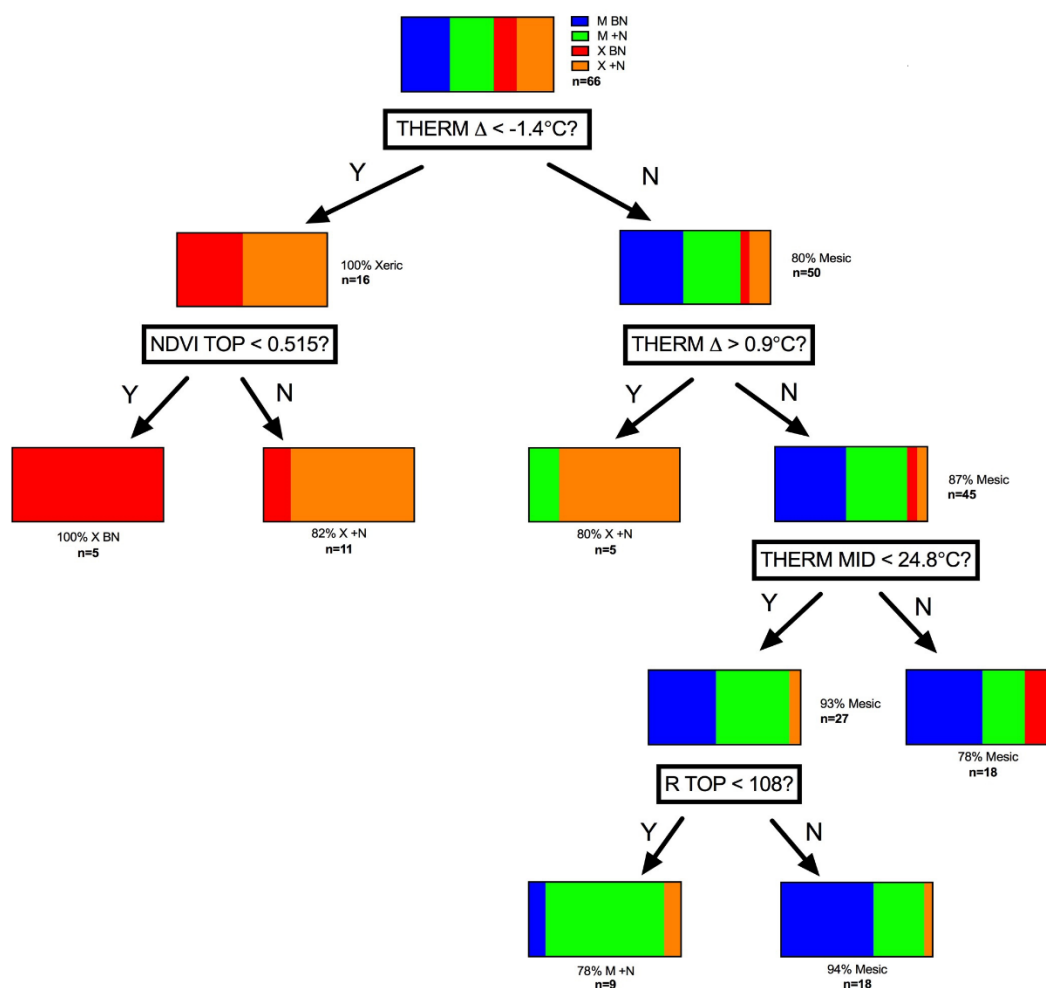 M BN
M +N
X BN
X +N
n=66
THERM Δ < -1.4°C?
Y
N
100% Xeric
n=16
80% Mesic
n=50
NDVI TOP < 0.515?
THERM Δ > 0.9°C?
Y
N
Y
N
100% X BN
n=5
82% X +N
n=11
80% X +N
n=5
87% Mesic
n=45
THERM MID < 24.8°C?
Y
N
93% Mesic
n=27
78% Mesic
n=18
R TOP < 108?
Y
N
78% M +N
n=9
94% Mesic
n=18